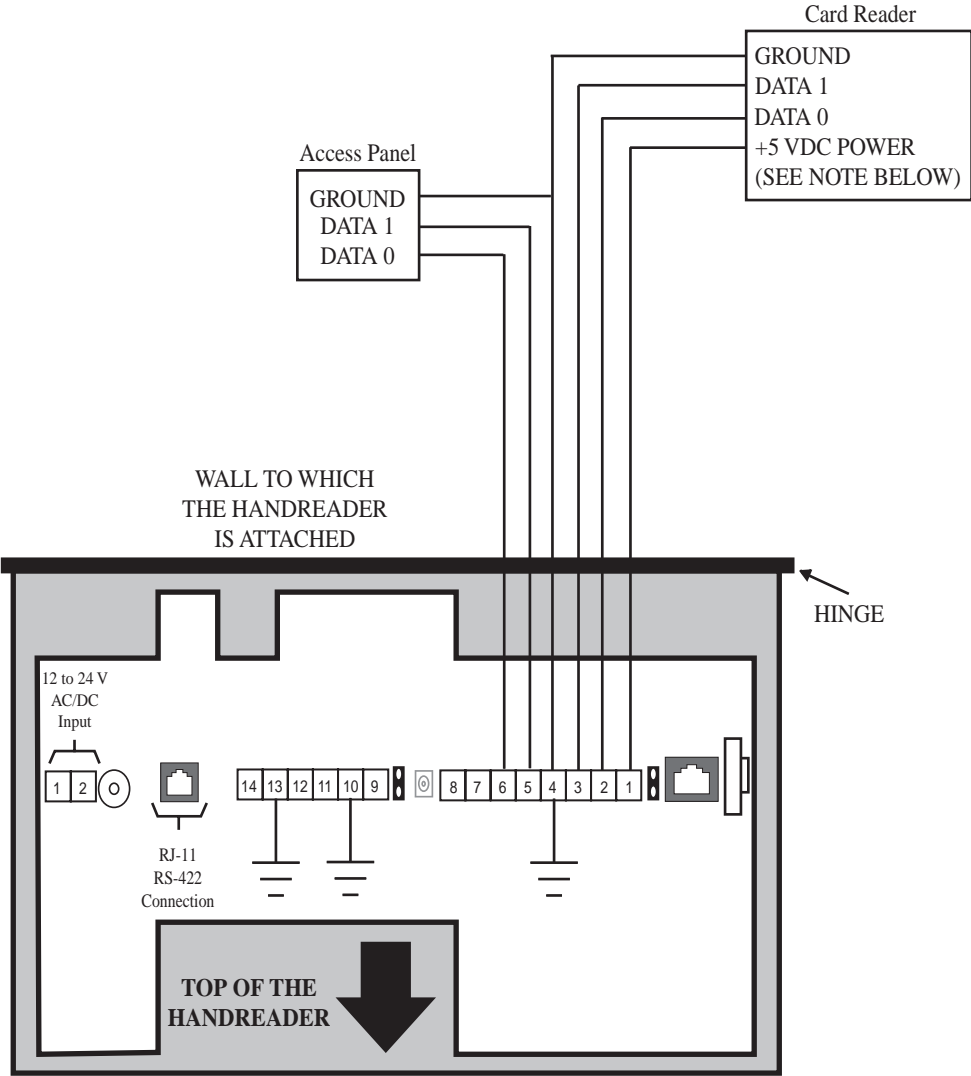 Card Reader
GROUND
DATA 1
DATA 0
+5 VDC POWER
(SEE NOTE BELOW)
Access Panel
GROUND
DATA 1
DATA 0
WALL TO WHICH
THE HANDREADER
IS ATTACHED
HINGE
12 to 24 V
AC/DC
Input
1 2
14 13 12 11 10 9
8 7 6 5 4 3 2 1
RJ-11
RS-422
Connection
TOP OF THE
HANDREADER